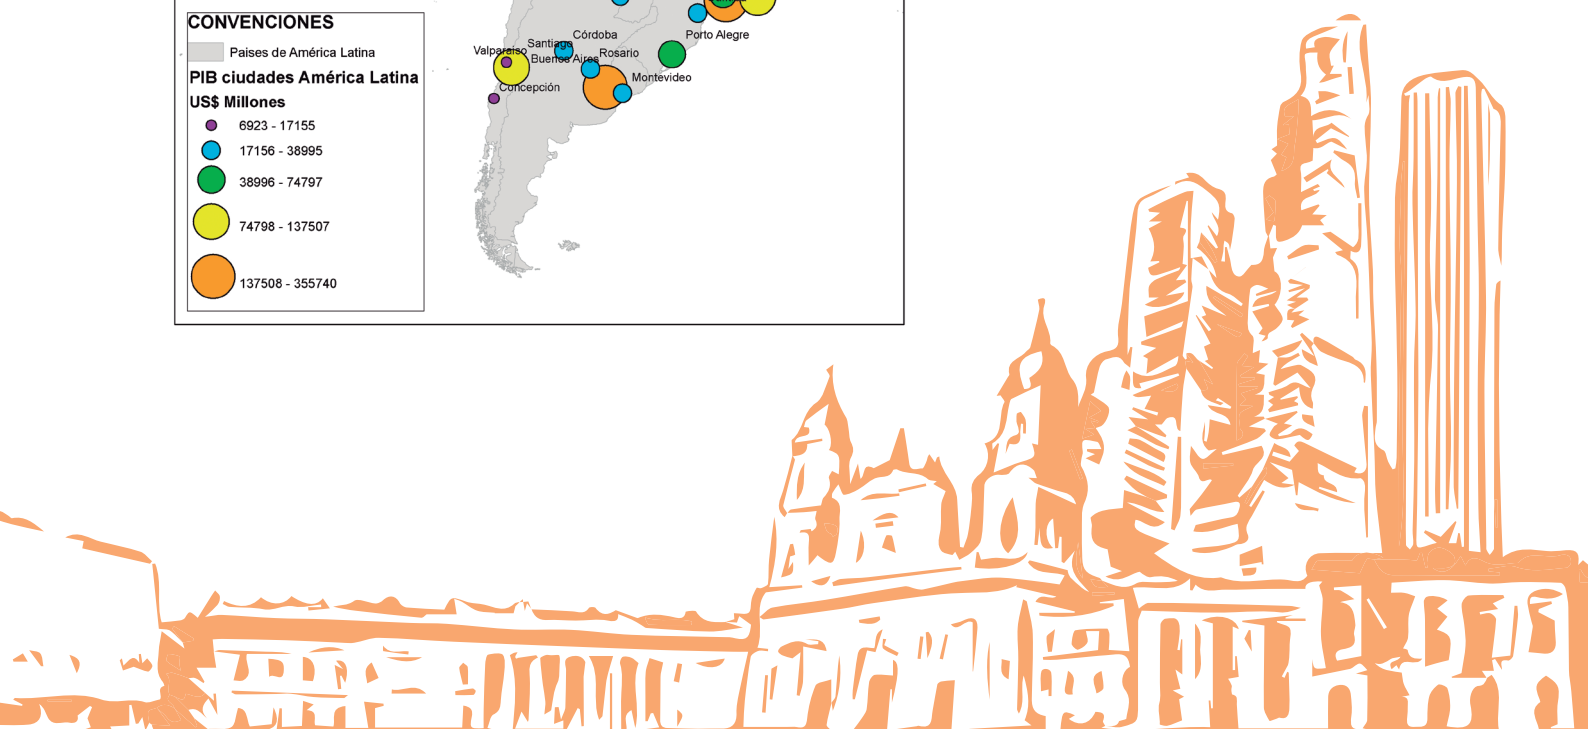 CONVENCIONES
Paises de América Latina
PIB ciudades América Latina
US$ Millones
6923 - 17155
17156 - 38995
38996 - 74797
74798 - 137507
137508 - 355740
Córdoba
Porto Alegre
Santiago
Valparaiso
Rosario
Buenos Aires
Montevideo
Concepción